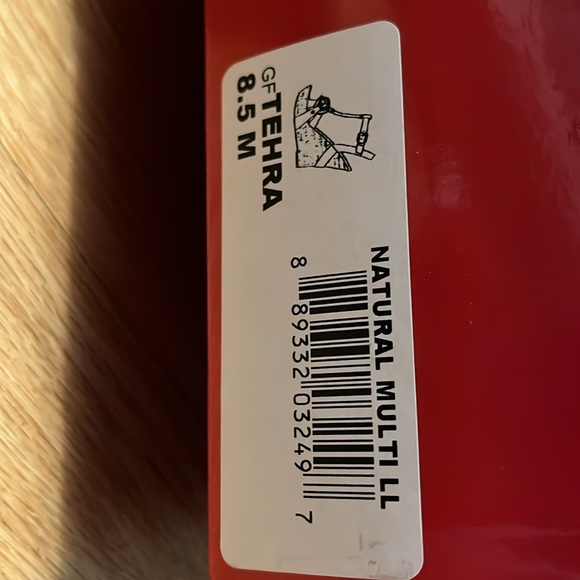 GFTEHRA
8.5 M
NATURAL MULTI LL
8 89332 03249 7